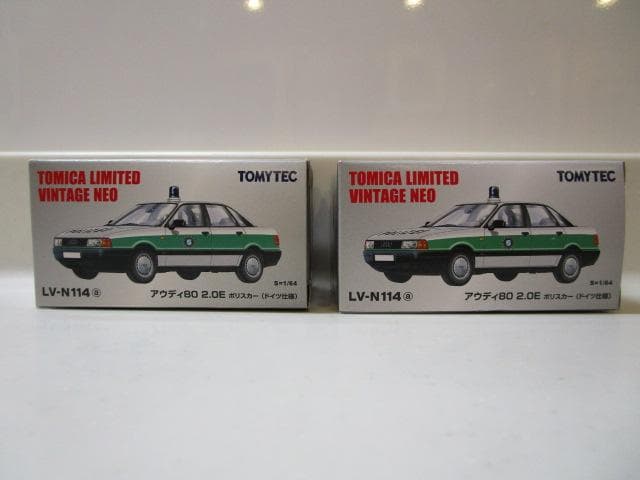 TOMICA LIMITED
VINTAGE NEO
TOMYTEC
S=1/64
LV-N114 ⓐ
アウディ80 2.0E ポリスカー〈ドイツ仕様〉
TOMICA LIMITED
VINTAGE NEO
TOMYTEC
S=1/64
LV-N114 ⓐ
アウディ80 2.0E ポリスカー〈ドイツ仕様〉